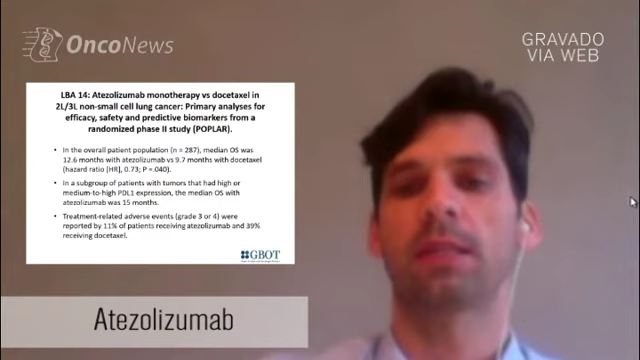 OncoNews
GRAVADO
VIA WEB
LBA 14: Atezolizumab monotherapy vs docetaxel in
2L/3L non-small cell lung cancer: Primary analyses for
efficacy, safety and predictive biomarkers from a
randomized phase II study (POPLAR).
• In the overall patient population (n = 287), median OS was
12.6 months with atezolizumab vs 9.7 months with docetaxel
(hazard ratio [HR], 0.73; P =.040).
• In a subgroup of patients with tumors that had high or
medium-to-high PDL1 expression, the median OS with
atezolizumab was 15 months.
• Treatment-related adverse events (grade 3 or 4) were
reported by 11% of patients receiving atezolizumab and 39%
receiving docetaxel.
GBOT
Atezolizumab